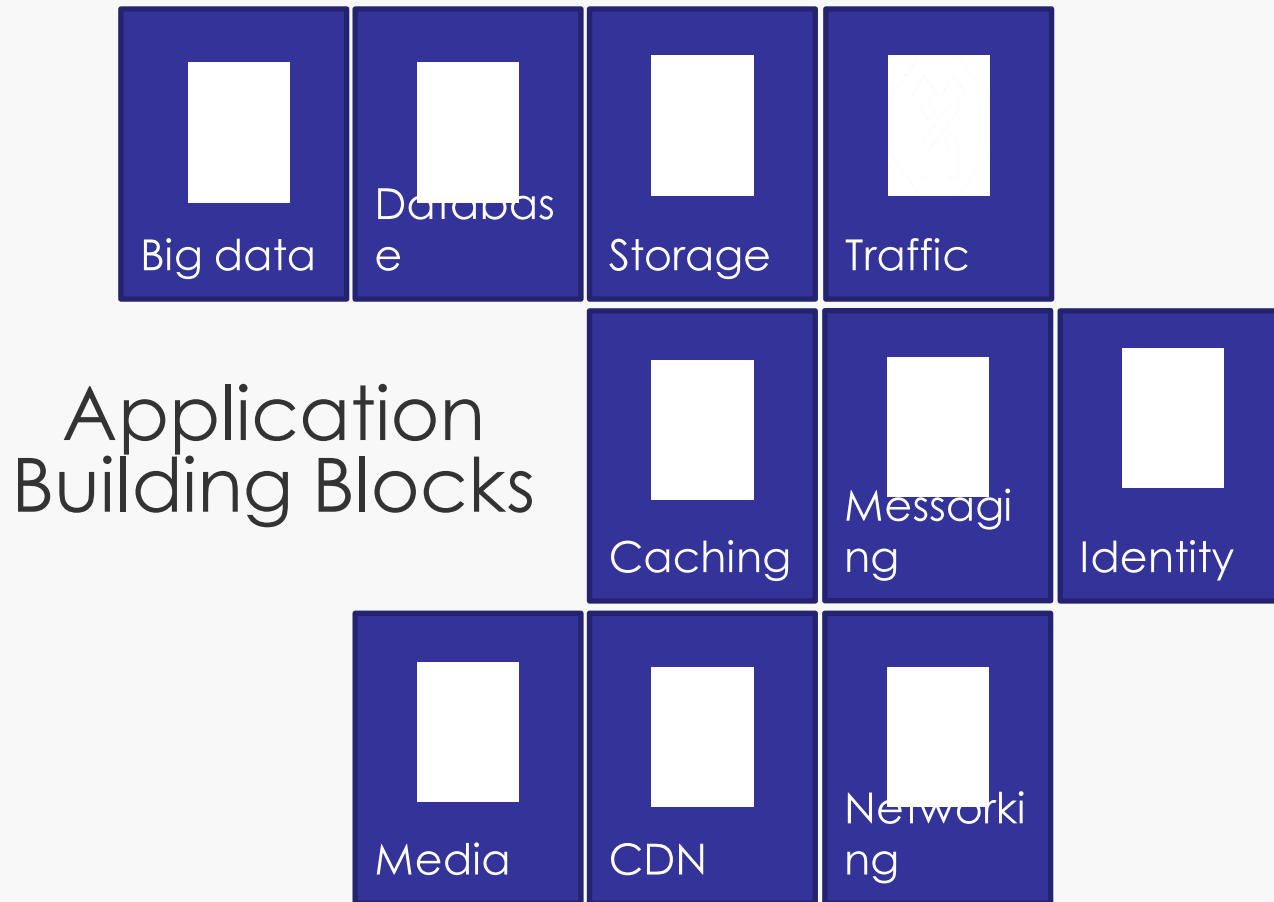 Big data
Databas
e
Storage
Traffic
Application
Building Blocks
Caching
Messagi
ng
Identity
Media
CDN
Networki
ng